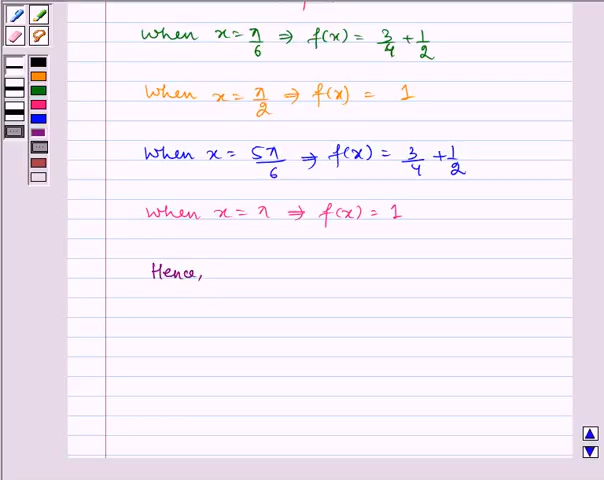 When x = π/6 ⇒ f(x) = 3/4 + 1/2
When x = π/2 ⇒ f(x) = 1
When x = 5π/6 ⇒ f(x) = 3/4 + 1/2
When x = π ⇒ f(x) = 1
Hence,